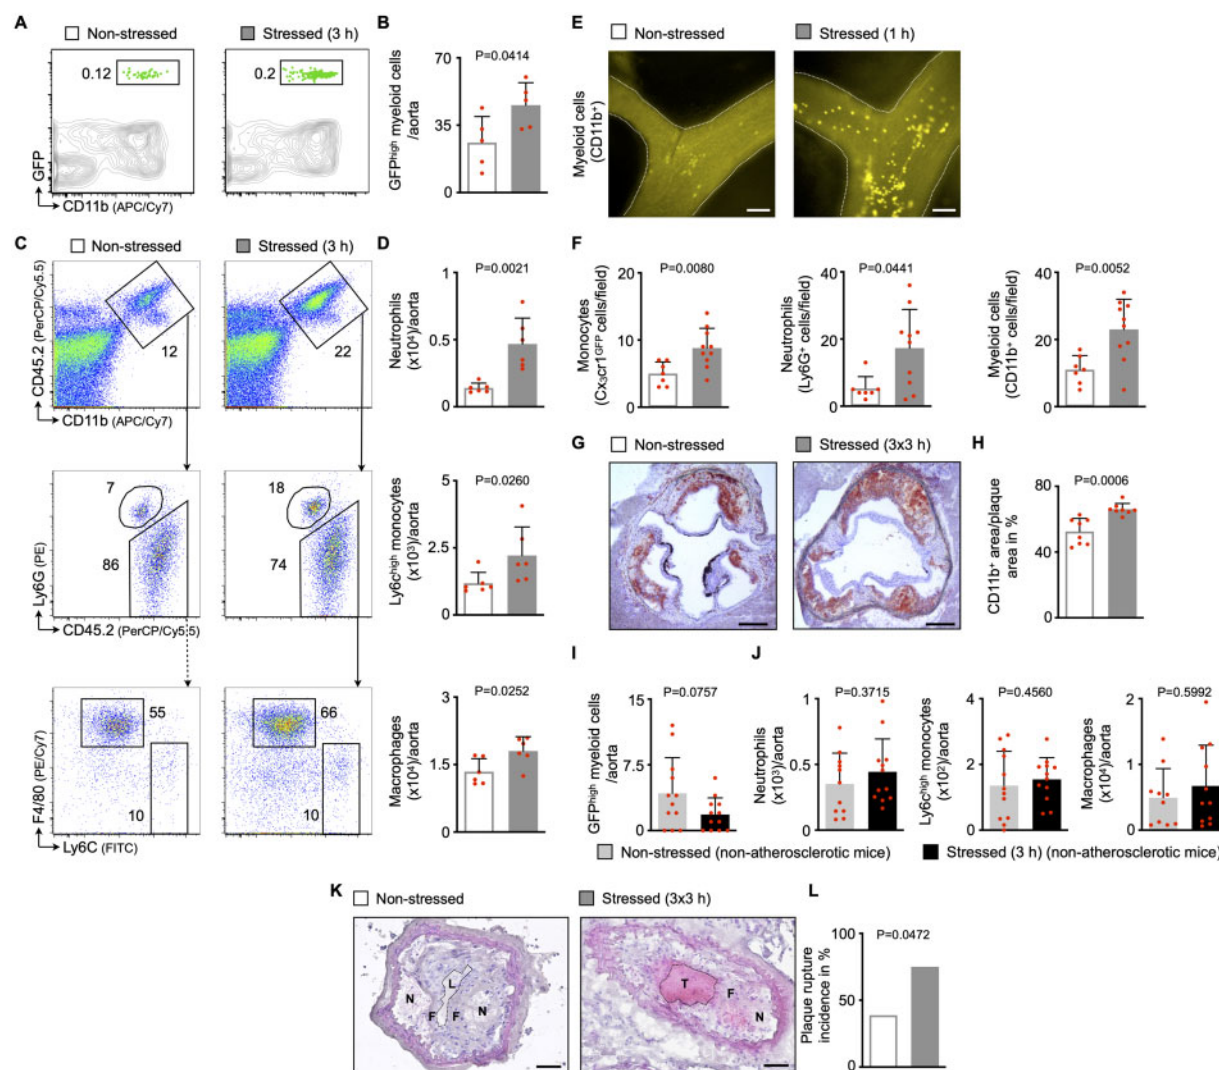 A
Non-stressed
Stressed (3 h)
0.12
0.2
GFP
CD11b (APC/Cy7)
B
P=0.0414
GFPhigh myeloid cells
/aorta
70
35
0
E
Non-stressed
Stressed (1 h)
Myeloid cells
(CD11b+)
C
Non-stressed
Stressed (3 h)
12
22
CD45.2 (PerCP/Cy5.5)
CD11b (APC/Cy7)
7
86
18
74
Ly6G (PE)
CD45.2 (PerCP/Cy5.5)
55
10
66
10
F4/80 (PE/Cy7)
Ly6C (FITC)
D
P=0.0021
Neutrophils
(x10⁴)/aorta
1.0
0.5
0
P=0.0260
Ly6chigh monocytes
(x10³)/aorta
5
2.5
0
P=0.0252
Macrophages
(x10⁴)/aorta
3
1.5
0
F
P=0.0080
Monocytes
(Cx3cr1GFP cells/field)
20
10
0
P=0.0441
Neutrophils
(Ly6G+ cells/field)
40
20
0
P=0.0052
Myeloid cells
(CD11b+ cells/field)
40
20
0
G
Non-stressed
Stressed (3x3 h)
H
P=0.0006
CD11b+ area/plaque
area in %
80
40
0
I
P=0.0757
GFPhigh myeloid cells
/aorta
15
7.5
0
J
P=0.3715
Neutrophils
(x10³)/aorta
1
0.5
0
P=0.4560
Ly6chigh monocytes
(x10²)/aorta
4
2
0
P=0.5992
Macrophages
(x10⁴)/aorta
2
1
0
Non-stressed (non-atherosclerotic mice)
Stressed (3 h) (non-atherosclerotic mice)
K
Non-stressed
Stressed (3x3 h)
L
N
F
F
N
T
F
N
L
P=0.0472
Plaque rupture
incidence in %
100
50
0